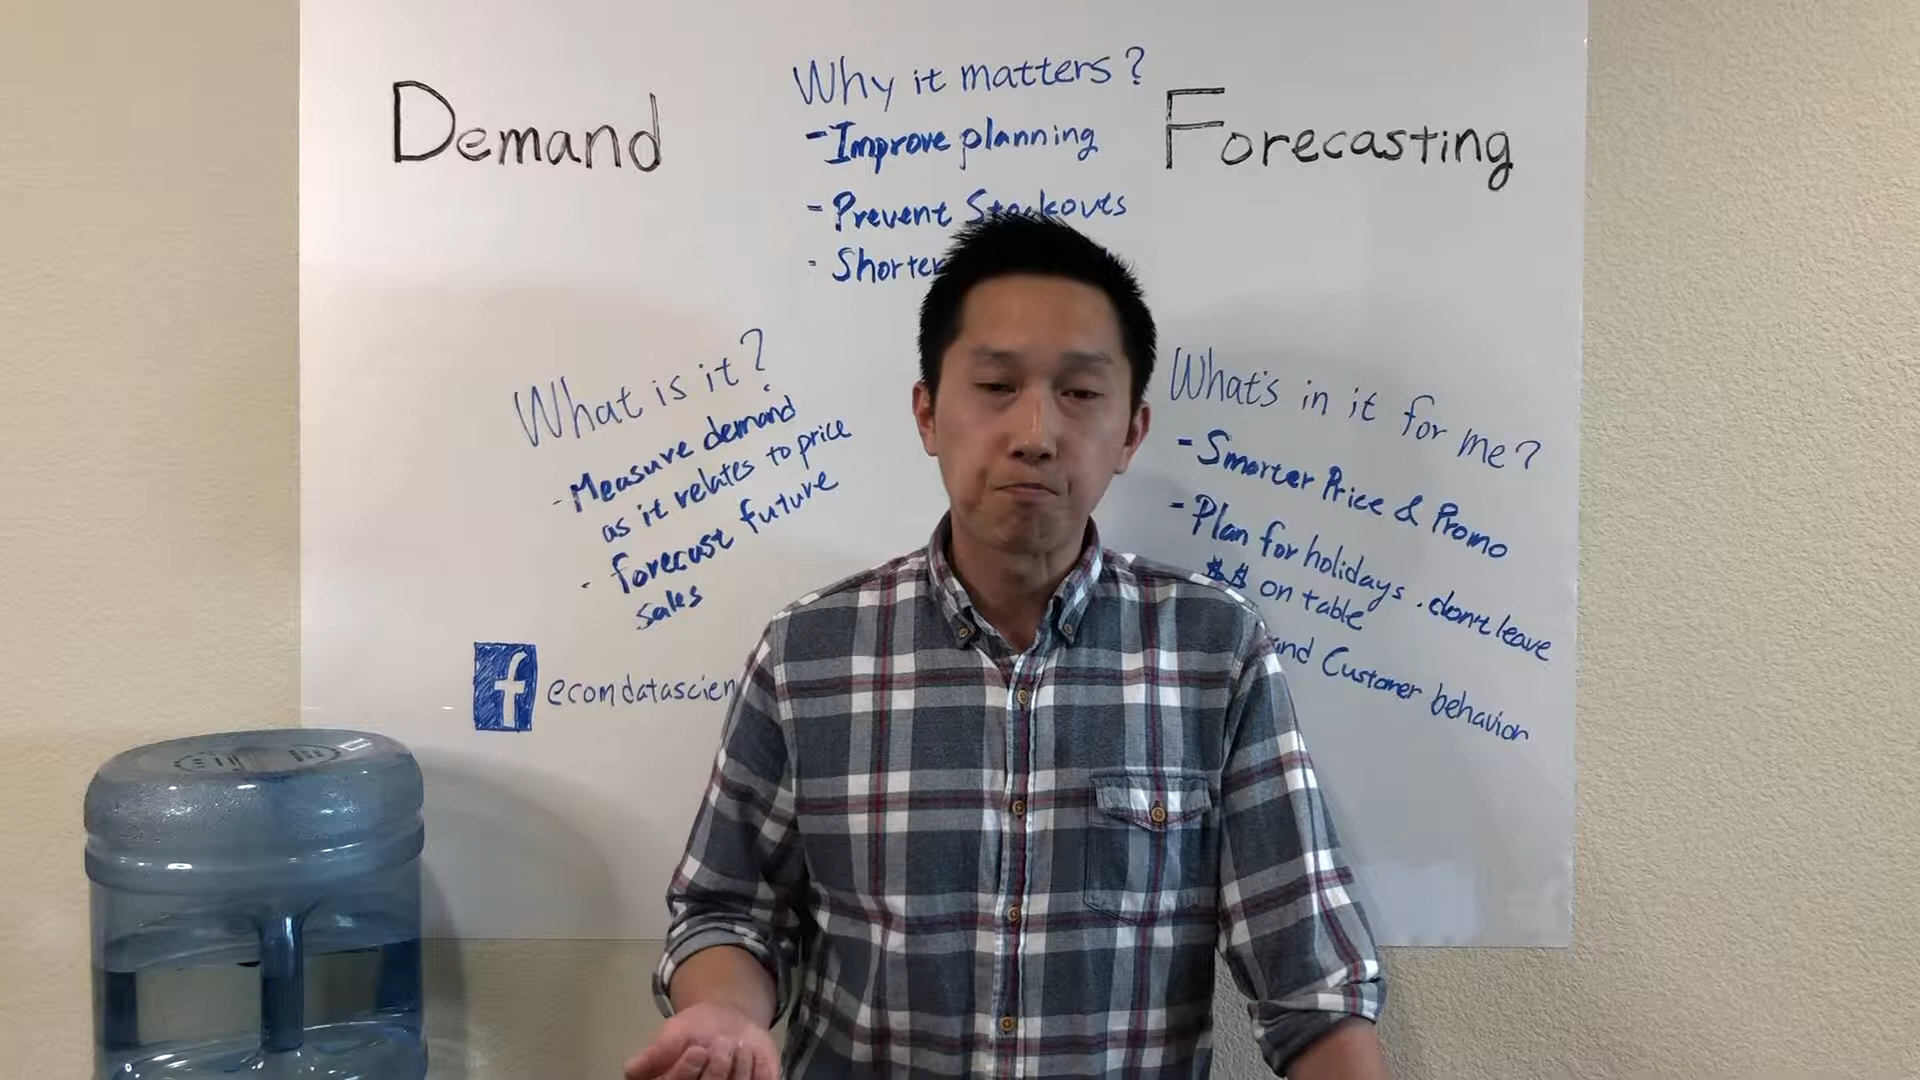 Demand
Forecasting
Why it matters?
- Improve planning
- Prevent Stockouts
- Shorten
What is it?
- Measure demand
as it relates to price
- forecast future
sales
What's in it for me?
- Smarter Price & Promo
- Plan for holidays. don't leave
$$ on table
Customer behavior
f @ecomdatascien